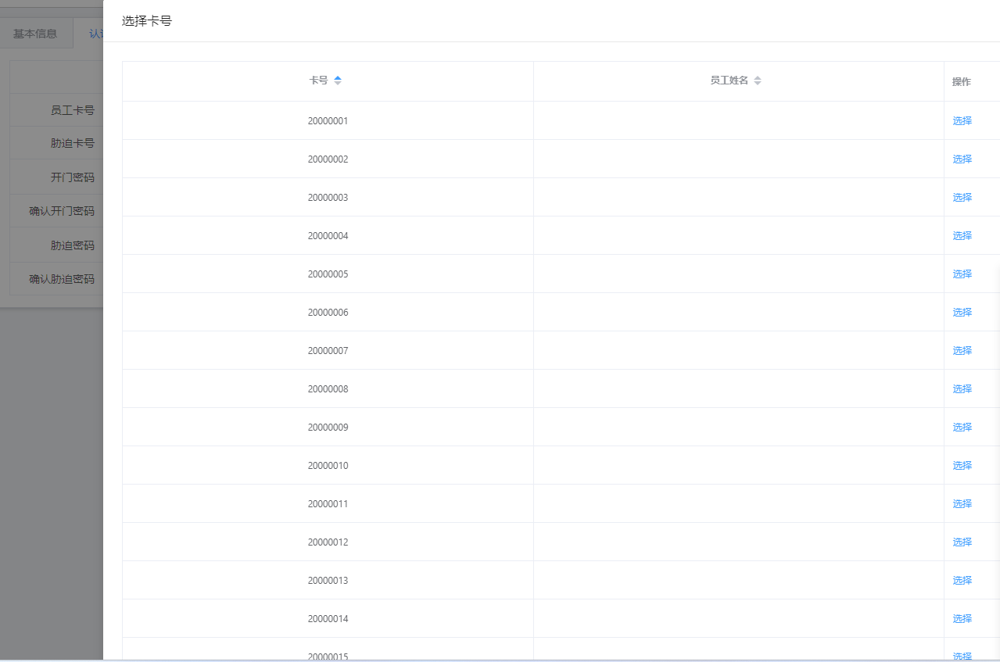 选择卡号
基本信息
员工卡号
胁迫卡号
开门密码
确认开门密码
胁迫密码
确认胁迫密码
卡号 员工姓名 操作
20000001 选择
20000002 选择
20000003 选择
20000004 选择
20000005 选择
20000006 选择
20000007 选择
20000008 选择
20000009 选择
20000010 选择
20000011 选择
20000012 选择
20000013 选择
20000014 选择
20000015 选择